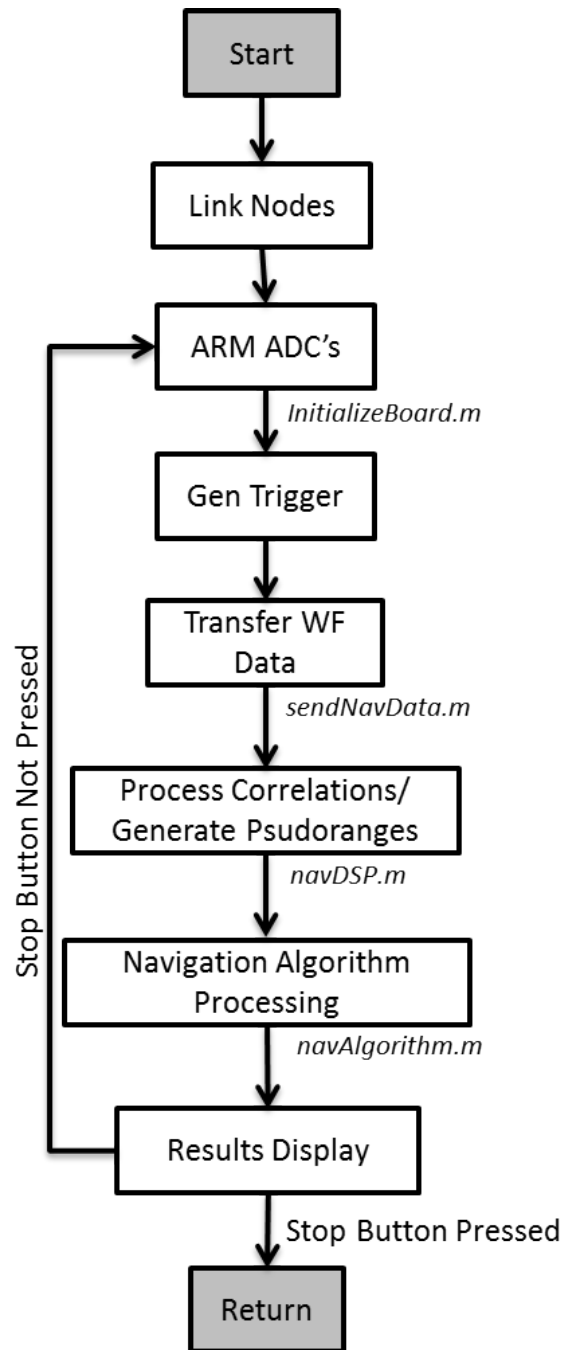 Start
Link Nodes
ARM ADC's
InitializeBoard.m
Gen Trigger
Transfer WF
Data
sendNavData.m
Process Correlations/
Generate Psudoranges
navDSP.m
Navigation Algorithm
Processing
navAlgorithm.m
Results Display
Stop Button Not Pressed
Stop Button Pressed
Return